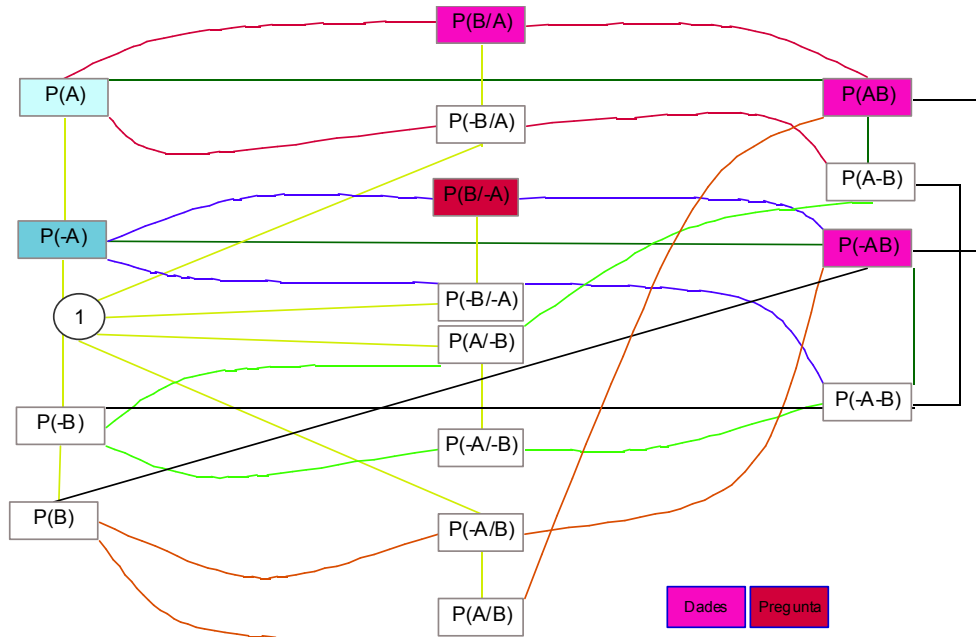 P(B/A)
P(A)
P(AB)
P(-B/A)
P(A-B)
P(B/-A)
P(-A)
P(-AB)
P(-B/-A)
1
P(A/-B)
P(-A-B)
P(-B)
P(-A/-B)
P(B)
P(-A/B)
P(A/B)
Dades
Pregunta